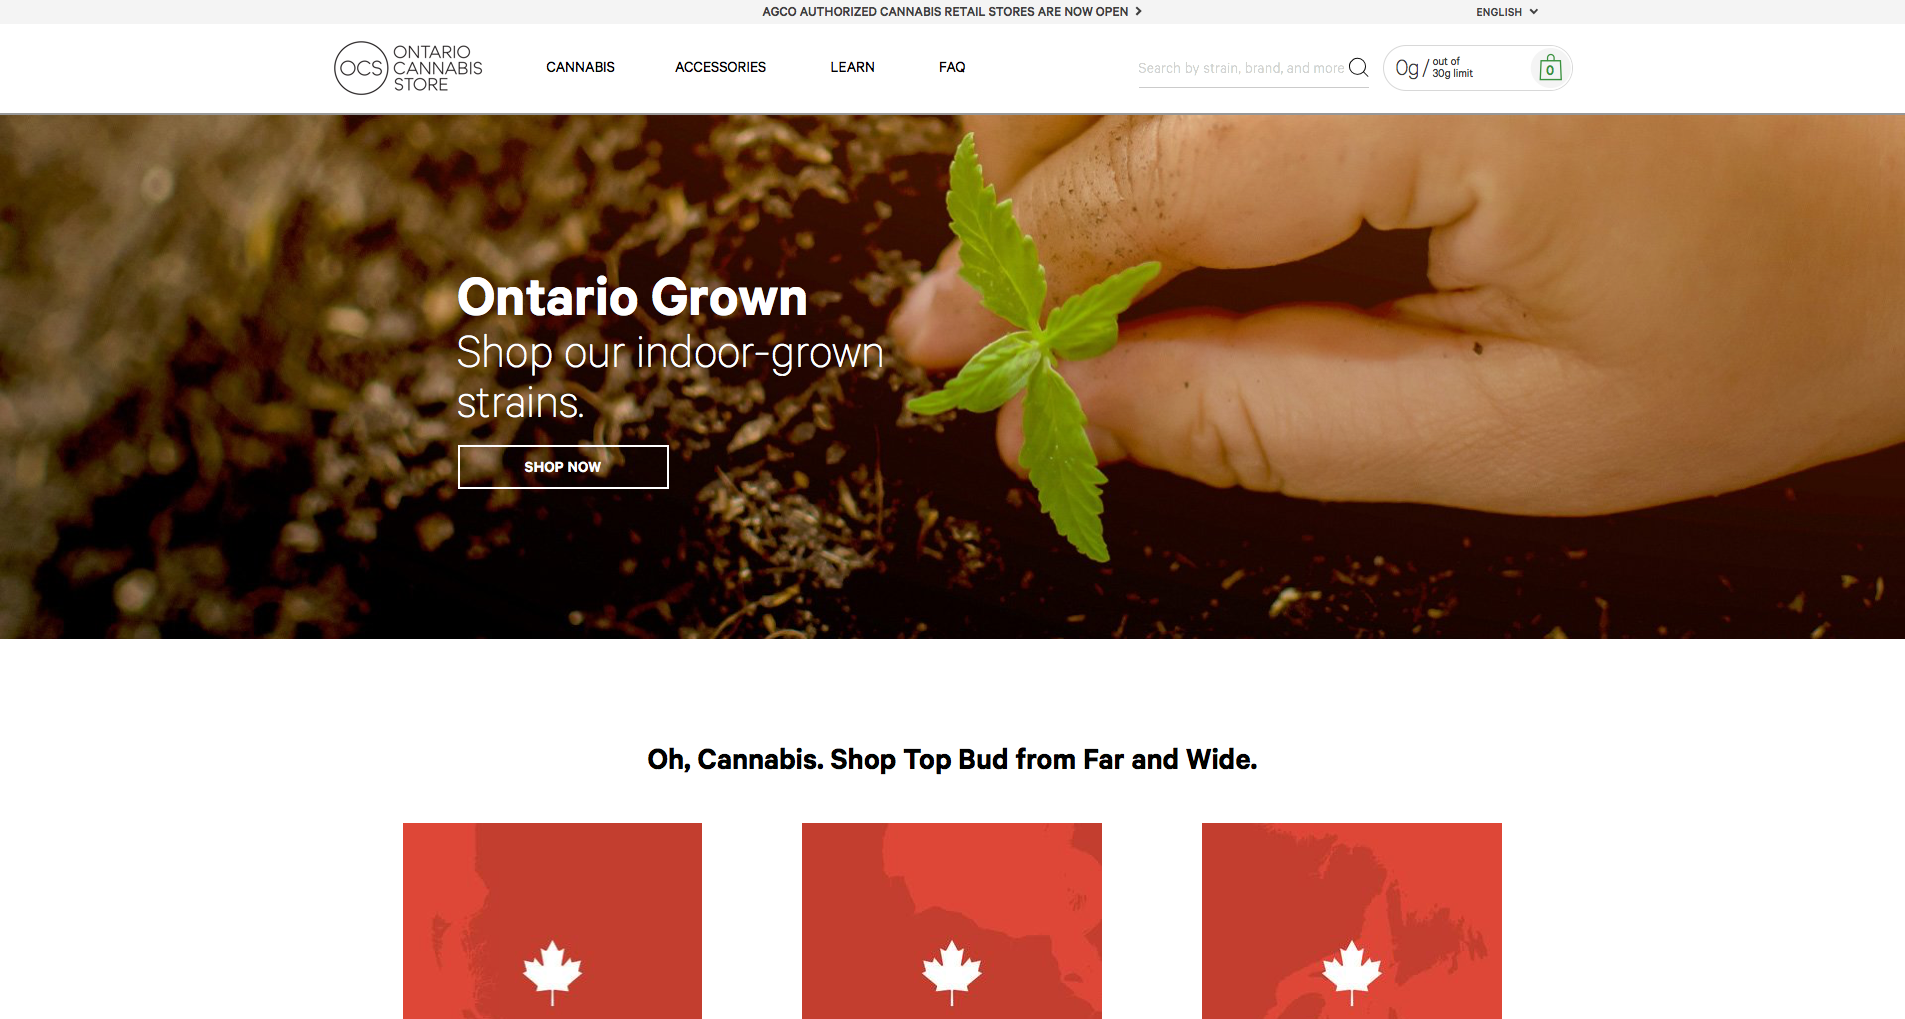 AGCO AUTHORIZED CANNABIS RETAIL STORES ARE NOW OPEN
ENGLISH
OCS
ONTARIO
CANNABIS
STORE
CANNABIS
ACCESSORIES
LEARN
FAQ
Search by strain, brand, and more
0g / out of
30g limit
0
Ontario Grown
Shop our indoor-grown
strains.
SHOP NOW
Oh, Cannabis. Shop Top Bud from Far and Wide.